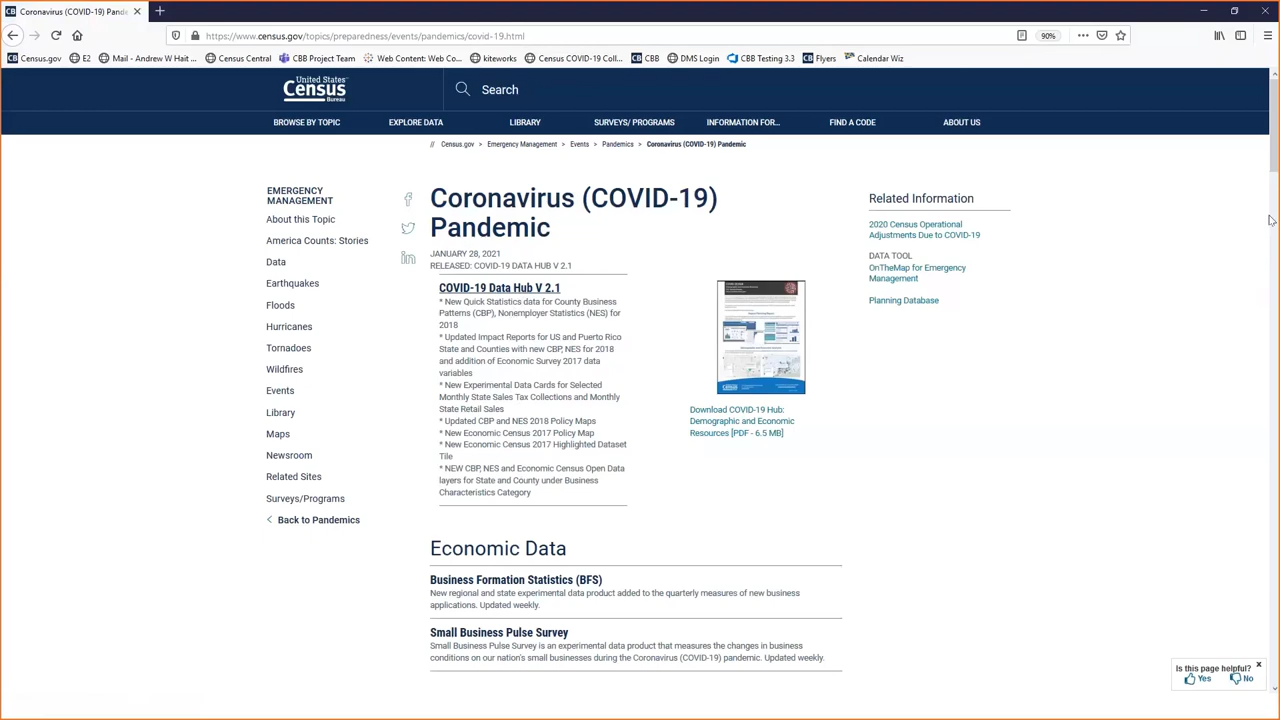 Coronavirus (COVID-19) Pande
https://www.census.gov/topics/preparedness/events/pandemics/covid-19.html
90%
Census.gov
E2
Mail - Andrew W Hait ...
Census Central
CBB Project Team
Web Content: Web Co...
kiteworks
Census COVID-19 Coll...
CBB
DMS Login
CBB Testing 3.3
Flyers
Calendar Wiz
United States®
Census
Bureau
Search
BROWSE BY TOPIC
EXPLORE DATA
LIBRARY
SURVEYS/ PROGRAMS
INFORMATION FOR...
FIND A CODE
ABOUT US
// Census.gov > Emergency Management > Events > Pandemics > Coronavirus (COVID-19) Pandemic
EMERGENCY
MANAGEMENT
About this Topic
America Counts: Stories
Data
Earthquakes
Floods
Hurricanes
Tornadoes
Wildfires
Events
Library
Maps
Newsroom
Related Sites
Surveys/Programs
Back to Pandemics
Coronavirus (COVID-19)
Pandemic
JANUARY 28, 2021
RELEASED: COVID-19 DATA HUB V 2.1
COVID-19 Data Hub V 2.1
* New Quick Statistics data for County Business
Patterns (CBP), Nonemployer Statistics (NES) for
2018
* Updated Impact Reports for US and Puerto Rico
State and Counties with new CBP, NES for 2018
and addition of Economic Survey 2017 data
variables
* New Experimental Data Cards for Selected
Monthly State Sales Tax Collections and Monthly
State Retail Sales
* Updated CBP and NES 2018 Policy Maps
* New Economic Census 2017 Policy Map
* New Economic Census 2017 Highlighted Dataset
Tile
* NEW CBP, NES and Economic Census Open Data
layers for State and County under Business
Characteristics Category
Download COVID-19 Hub:
Demographic and Economic
Resources [PDF - 6.5 MB]
Related Information
2020 Census Operational
Adjustments Due to COVID-19
DATA TOOL
OnTheMap for Emergency
Management
Planning Database
Economic Data
Business Formation Statistics (BFS)
New regional and state experimental data product added to the quarterly measures of new business
applications. Updated weekly.
Small Business Pulse Survey
Small Business Pulse Survey is an experimental data product that measures the changes in business
conditions on our nation's small businesses during the Coronavirus (COVID-19) pandemic. Updated weekly.
Is this page helpful? x
Yes
No